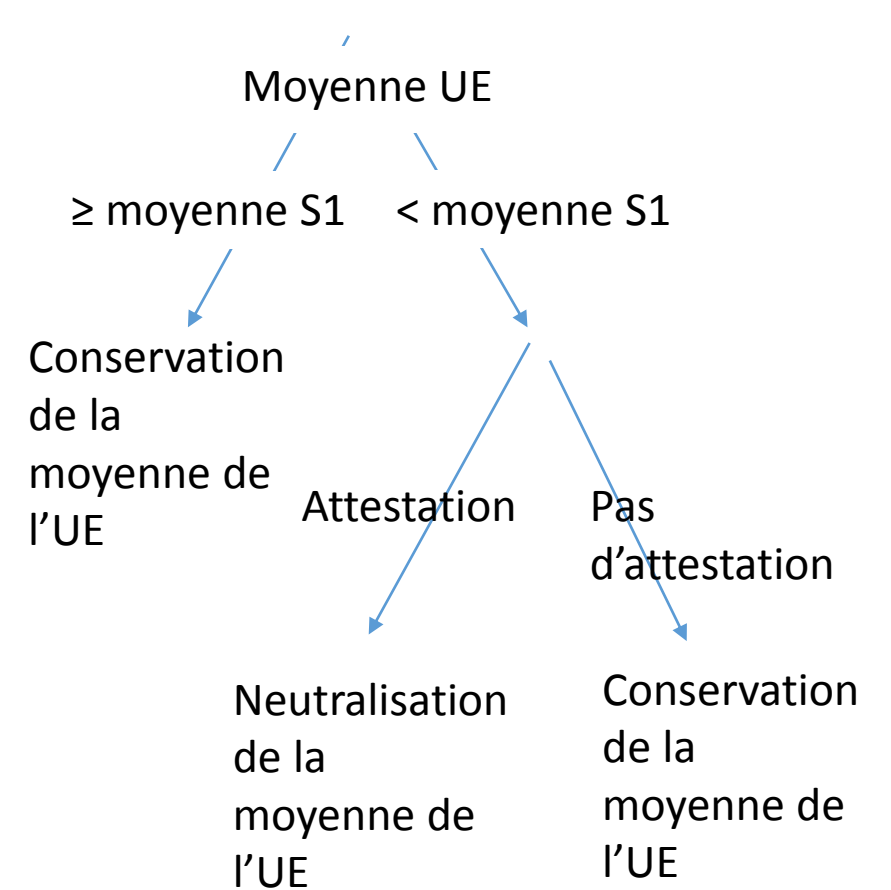 Moyenne UE
≥ moyenne S1
< moyenne S1
Conservation
de la
moyenne de
l’UE
Attestation
Pas
d’attestation
Neutralisation
de la
moyenne de
l’UE
Conservation
de la
moyenne de
l’UE